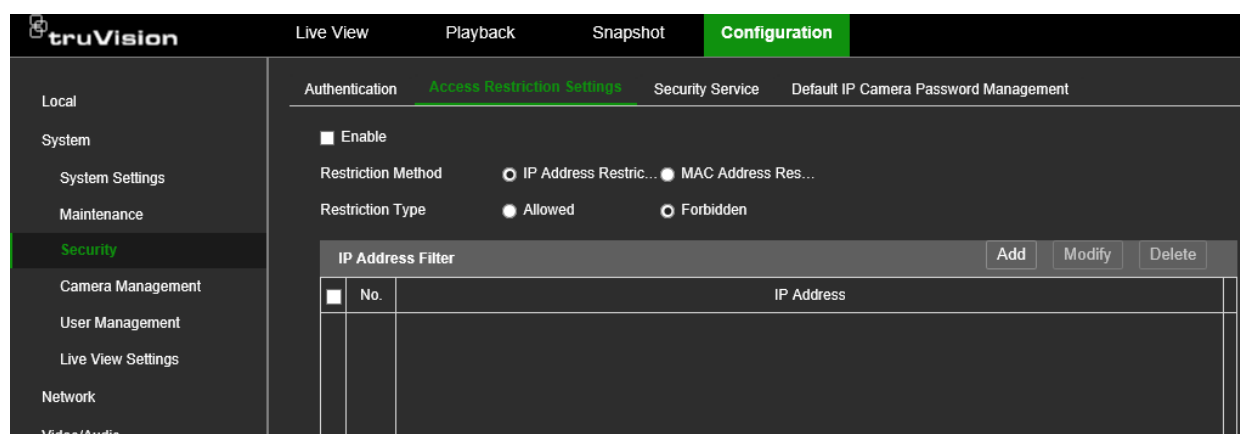 truVision Live View Playback Snapshot Configuration
Local
System
System Settings
Maintenance
Security
Camera Management
User Management
Live View Settings
Network
Authentication Access Restriction Settings Security Service Default IP Camera Password Management
Enable
Restriction Method IP Address Restric... MAC Address Res...
Restriction Type Allowed Forbidden
IP Address Filter Add Modify Delete
No. IP Address